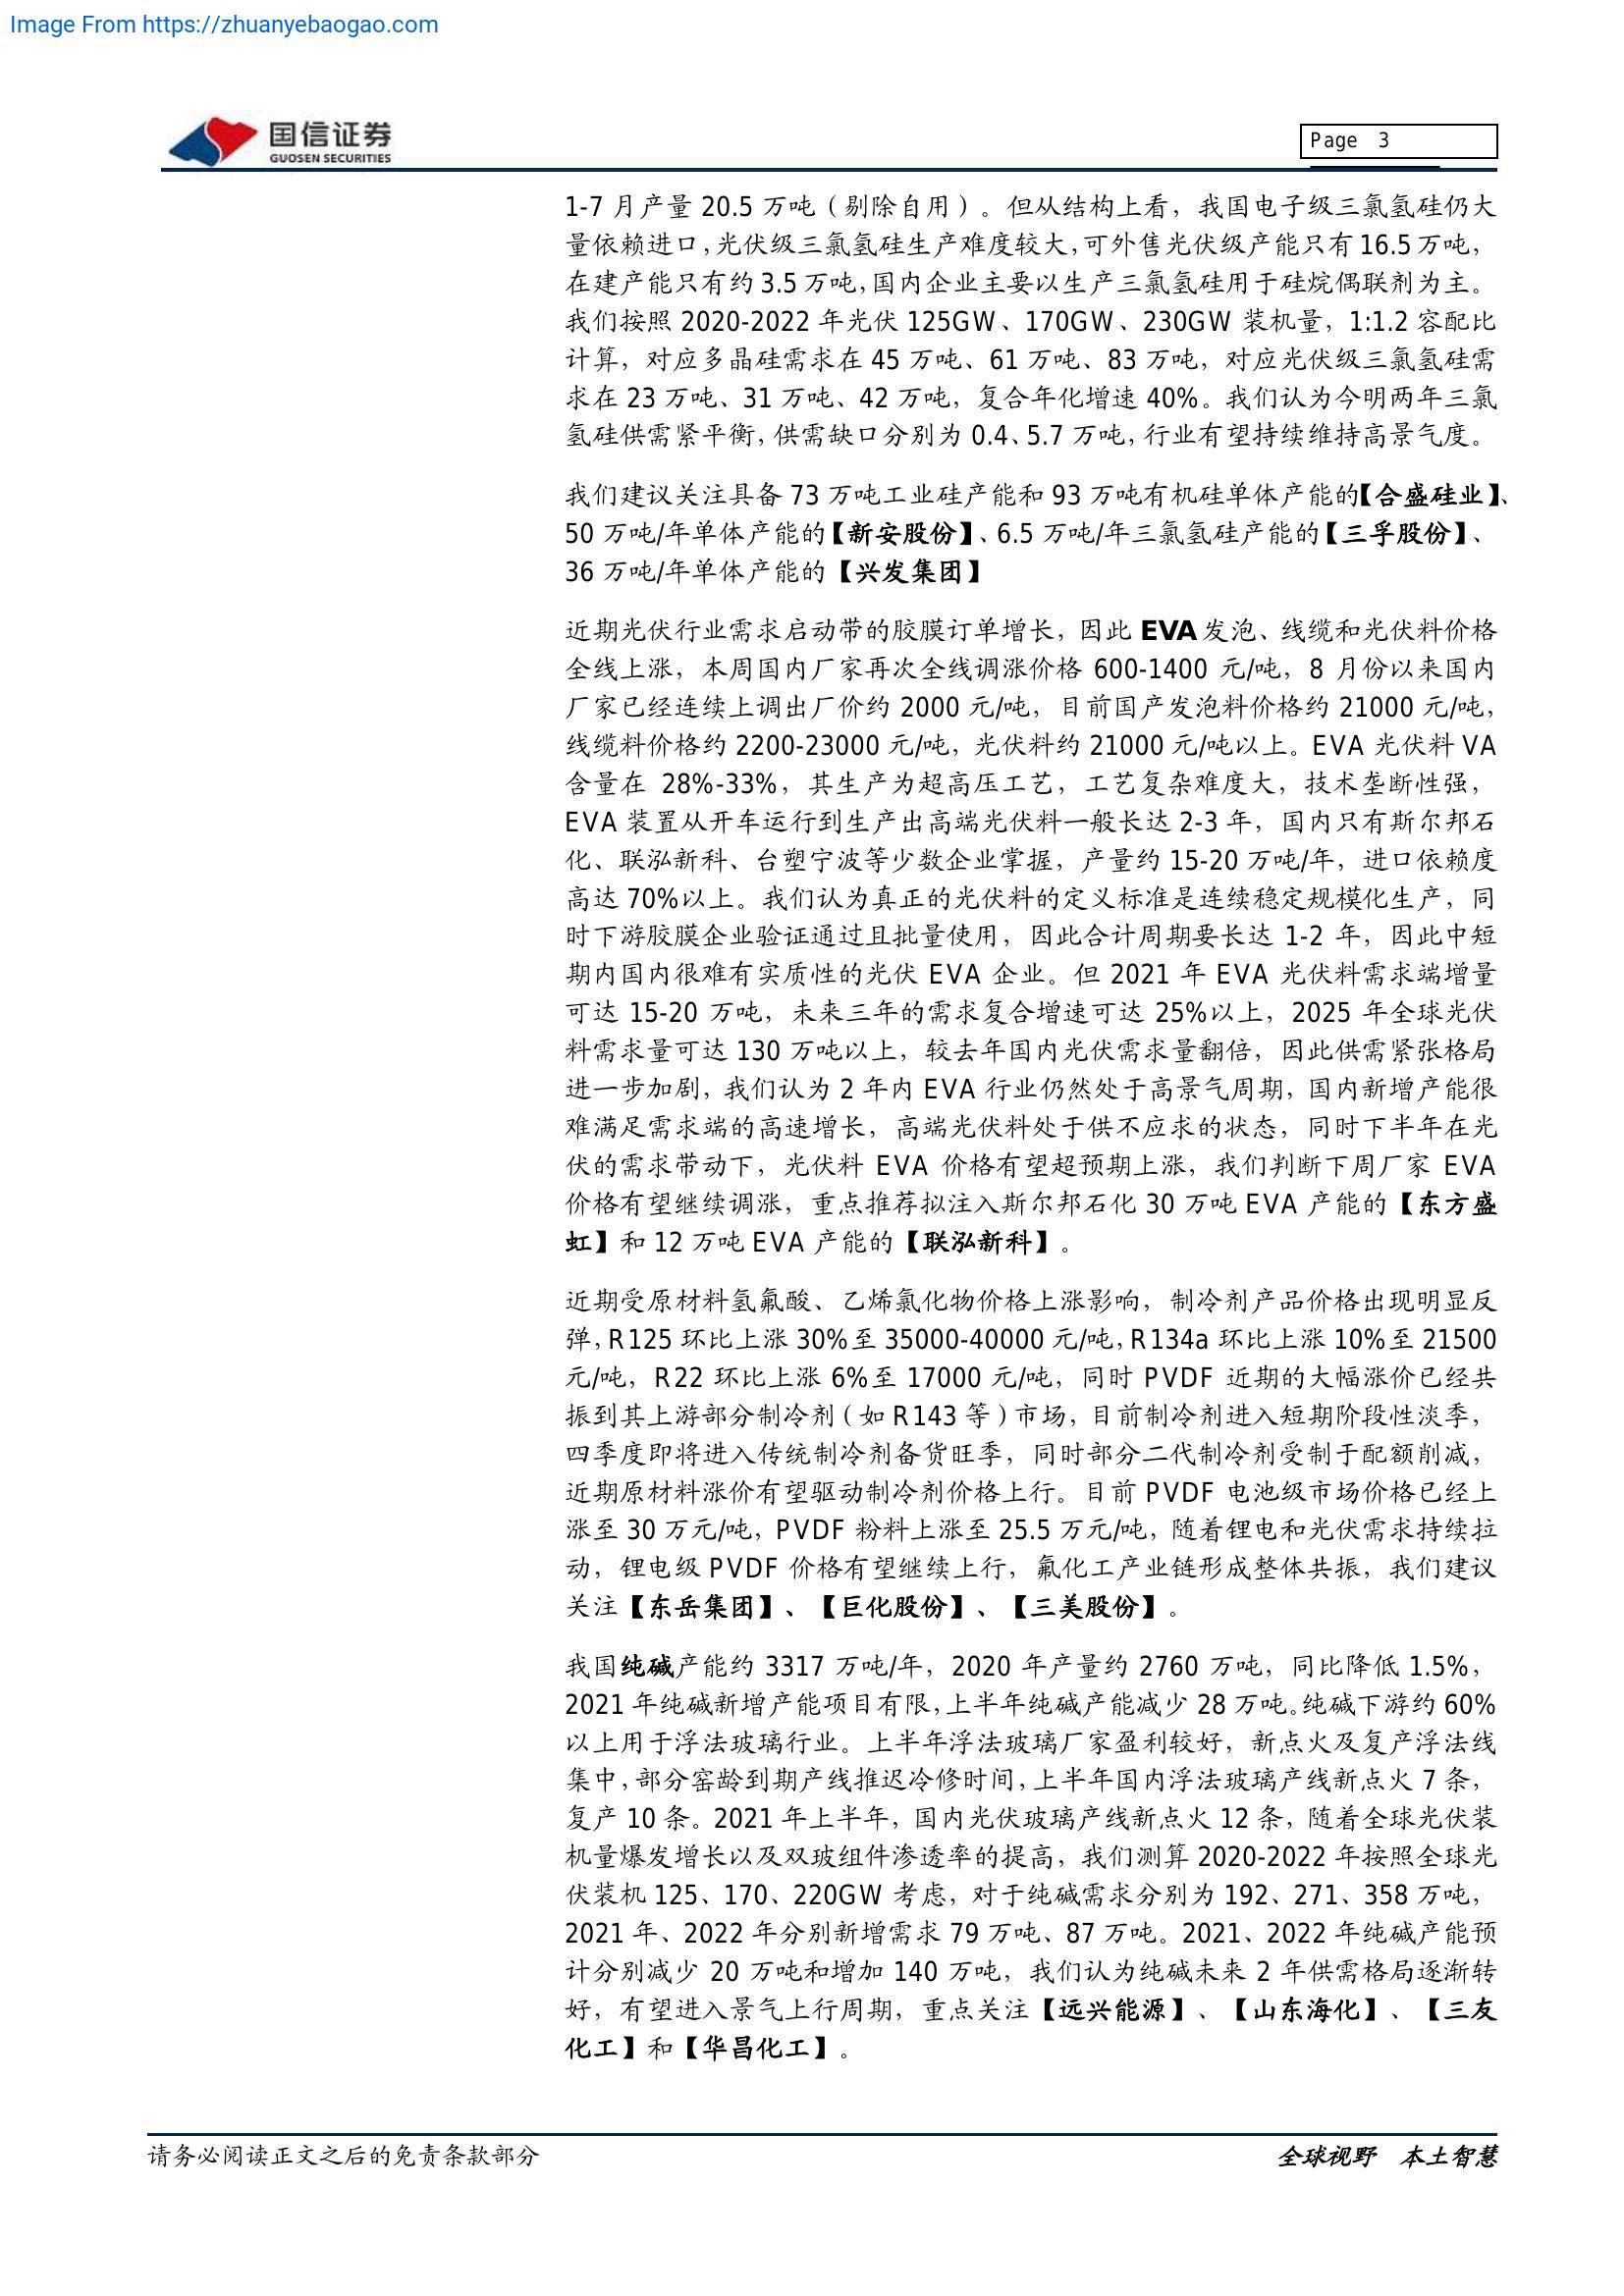 Image From https://zhuanyebaogao.com
国信证券
GUOSEN SECURITIES
Page 3
1-7 月产量 20.5 万吨（剔除自用）。但从结构上看，我国电子级三氯氢硅仍大
量依赖进口，光伏级三氯氢硅生产难度较大，可外售光伏级产能只有 16.5 万吨，
在建产能只有约 3.5 万吨，国内企业主要以生产三氯氢硅用于硅烷偶联剂为主。
我们按照 2020-2022 年光伏 125GW、170GW、230GW 装机量，1:1.2 容配比
计算，对应多晶硅需求在 45 万吨、61 万吨、83 万吨，对应光伏级三氯氢硅需
求在 23 万吨、31 万吨、42 万吨，复合年化增速 40%。我们认为今明两年三氯
氢硅供需紧平衡，供需缺口分别为 0.4、5.7 万吨，行业有望持续维持高景气度。
我们建议关注具备 73 万吨工业硅产能和 93 万吨有机硅单体产能的【合盛硅业】、
50 万吨/年单体产能的【新安股份】、6.5 万吨/年三氯氢硅产能的【三孚股份】、
36 万吨/年单体产能的【兴发集团】
近期光伏行业需求启动带的胶膜订单增长，因此 EVA 发泡、线缆和光伏料价格
全线上涨，本周国内厂家再次全线调涨价格 600-1400 元/吨，8 月份以来国内
厂家已经连续上调出厂价约 2000 元/吨，目前国产发泡料价格约 21000 元/吨，
线缆料价格约 2200-23000 元/吨，光伏料约 21000 元/吨以上。EVA 光伏料 VA
含量在 28%-33%，其生产为超高压工艺，工艺复杂难度大，技术垄断性强，
EVA 装置从开车运行到生产出高端光伏料一般长达 2-3 年，国内只有斯尔邦石
化、联泓新科、台塑宁波等少数企业掌握，产量约 15-20 万吨/年，进口依赖度
高达 70%以上。我们认为真正的光伏料的定义标准是连续稳定规模化生产，同
时下游胶膜企业验证通过且批量使用，因此合计周期要长达 1-2 年，因此中短
期内国内很难有实质性的光伏 EVA 企业。但 2021 年 EVA 光伏料需求端增量
可达 15-20 万吨，未来三年的需求复合增速可达 25%以上，2025 年全球光伏
料需求量可达 130 万吨以上，较去年国内光伏需求量翻倍，因此供需紧张格局
进一步加剧，我们认为 2 年内 EVA 行业仍然处于高景气周期，国内新增产能很
难满足需求端的高速增长，高端光伏料处于供不应求的状态，同时下半年在光
伏的需求带动下，光伏料 EVA 价格有望超预期上涨，我们判断下周厂家 EVA
价格有望继续调涨，重点推荐拟注入斯尔邦石化 30 万吨 EVA 产能的【东方盛
虹】和 12 万吨 EVA 产能的【联泓新科】。
近期受原材料氢氟酸、乙烯氯化物价格上涨影响，制冷剂产品价格出现明显反
弹，R125 环比上涨 30%至 35000-40000 元/吨，R134a 环比上涨 10%至 21500
元/吨，R22 环比上涨 6%至 17000 元/吨，同时 PVDF 近期的大幅涨价已经共
振到其上游部分制冷剂（如 R143 等）市场，目前制冷剂进入短期阶段性淡季，
四季度即将进入传统制冷剂备货旺季，同时部分二代制冷剂受制于配额削减，
近期原材料涨价有望驱动制冷剂价格上行。目前 PVDF 电池级市场价格已经上
涨至 30 万元/吨，PVDF 粉料上涨至 25.5 万元/吨，随着锂电和光伏需求持续拉
动，锂电级 PVDF 价格有望继续上行，氟化工产业链形成整体共振，我们建议
关注【东岳集团】、【巨化股份】、【三美股份】。
我国纯碱产能约 3317 万吨/年，2020 年产量约 2760 万吨，同比降低 1.5%，
2021 年纯碱新增产能项目有限，上半年纯碱产能减少 28 万吨。纯碱下游约 60%
以上用于浮法玻璃行业。上半年浮法玻璃厂家盈利较好，新点火及复产浮法线
集中，部分窑龄到期产线推迟冷修时间，上半年国内浮法玻璃产线新点火 7 条，
复产 10 条。2021 年上半年，国内光伏玻璃产线新点火 12 条，随着全球光伏装
机量爆发增长以及双玻组件渗透率的提高，我们测算 2020-2022 年按照全球光
伏装机 125、170、220GW 考虑，对于纯碱需求分别为 192、271、358 万吨，
2021 年、2022 年分别新增需求 79 万吨、87 万吨。2021、2022 年纯碱产能预
计分别减少 20 万吨和增加 140 万吨，我们认为纯碱未来 2 年供需格局逐渐转
好，有望进入景气上行周期，重点关注【远兴能源】、【山东海化】、【三友
化工】和【华昌化工】。
请务必阅读正文之后的免责条款部分
全球视野 本土智慧